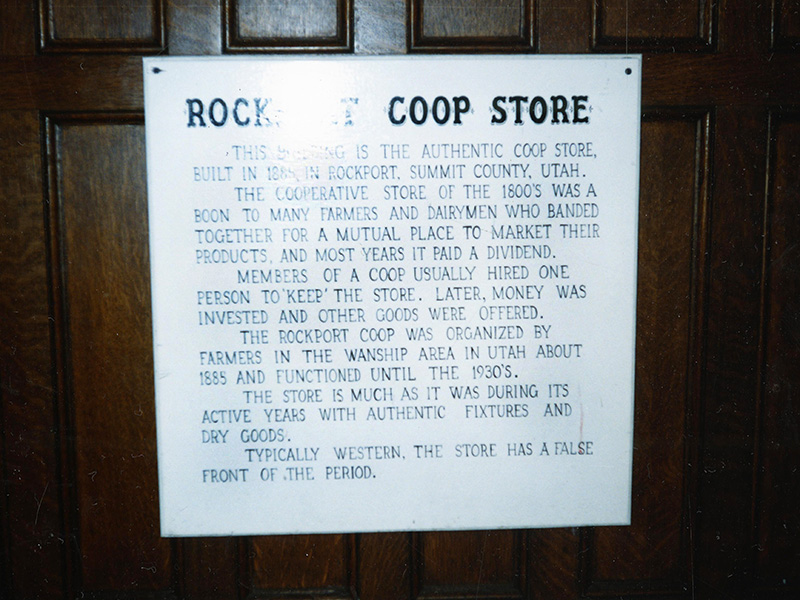 ROCKPORT COOP STORE
THIS BUILDING IS THE AUTHENTIC COOP STORE,
BUILT IN 1885, IN ROCKPORT, SUMMIT COUNTY, UTAH.
THE COOPERATIVE STORE OF THE 1800'S WAS A
BOON TO MANY FARMERS AND DAIRYMEN WHO BANDED
TOGETHER FOR A MUTUAL PLACE TO MARKET THEIR
PRODUCTS, AND MOST YEARS IT PAID A DIVIDEND.
MEMBERS OF A COOP USUALLY HIRED ONE
PERSON TO 'KEEP' THE STORE. LATER, MONEY WAS
INVESTED AND OTHER GOODS WERE OFFERED.
THE ROCKPORT COOP WAS ORGANIZED BY
FARMERS IN THE WANSHIP AREA IN UTAH ABOUT
1885 AND FUNCTIONED UNTIL THE 1930'S.
THE STORE IS MUCH AS IT WAS DURING ITS
ACTIVE YEARS WITH AUTHENTIC FIXTURES AND
DRY GOODS.
TYPICALLY WESTERN, THE STORE HAS A FALSE
FRONT OF THE PERIOD.